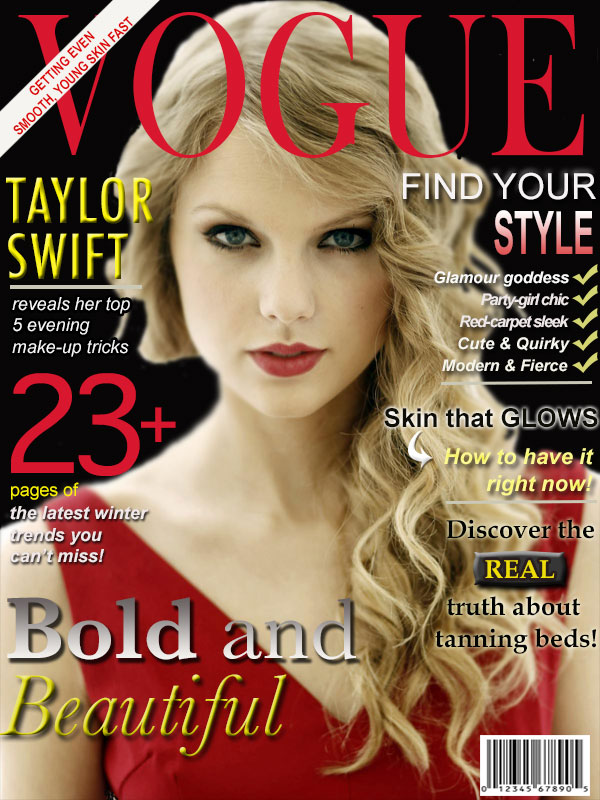 VOGUE
GETTING EVEN
SMOOTH, YOUNG SKIN FAST
TAYLOR
SWIFT
reveals her top
5 evening
make-up tricks
23+
pages of
the latest winter
trends you
can't miss!
Bold and
Beautiful
FIND YOUR
STYLE
Glamour goddess
Party-girl chic
Red-carpet sleek
Cute & Quirky
Modern & Fierce
Skin that GLOWS
How to have it
right now!
Discover the
REAL
truth about
tanning beds!
0 12345 67890 5